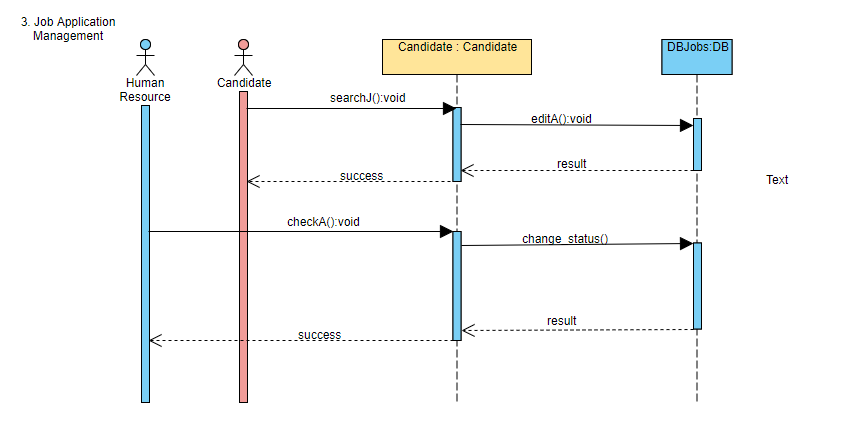 3. Job Application
Management
Human
Resource
Candidate
Candidate : Candidate
DBJobs:DB
searchJ():void
editA():void
result
success
Text
checkA():void
change_status()
result
success